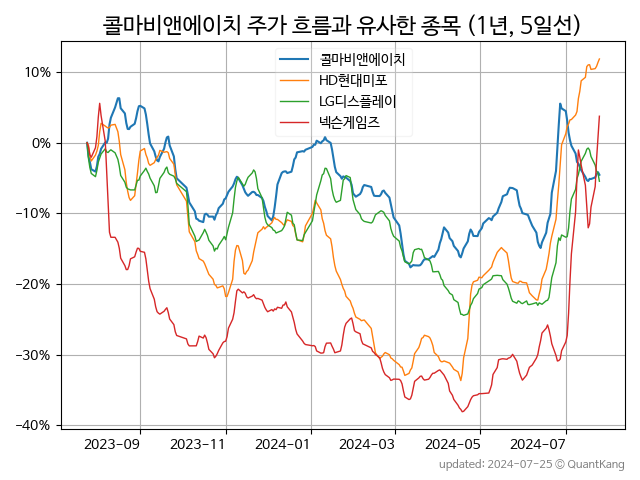 콜마비앤에이치 주가 흐름과 유사한 종목 (1년, 5일선)
콜마비앤에이치
HD현대미포
LG디스플레이
넥슨게임즈
10%
0%
−10%
−20%
−30%
−40%
2023-09
2023-11
2024-01
2024-03
2024-05
2024-07
updated: 2024-07-25 © QuantKang